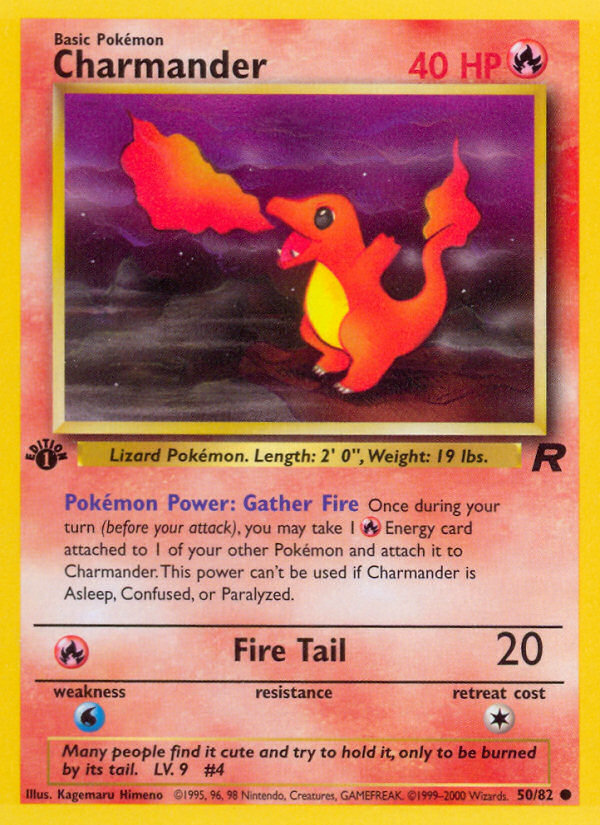 Basic Pokémon
Charmander 40 HP
EDITION 1
Lizard Pokémon. Length: 2' 0", Weight: 19 lbs.
R
Pokémon Power: Gather Fire Once during your
turn (before your attack), you may take 1 Energy card
attached to 1 of your other Pokémon and attach it to
Charmander. This power can't be used if Charmander is
Asleep, Confused, or Paralyzed.
Fire Tail 20
weakness resistance retreat cost
Many people find it cute and try to hold it, only to be burned
by its tail. LV. 9 #4
Illus. Kagemaru Himeno ©1995, 96, 98 Nintendo, Creatures, GAMEFREAK. ©1999-2000 Wizards. 50/82